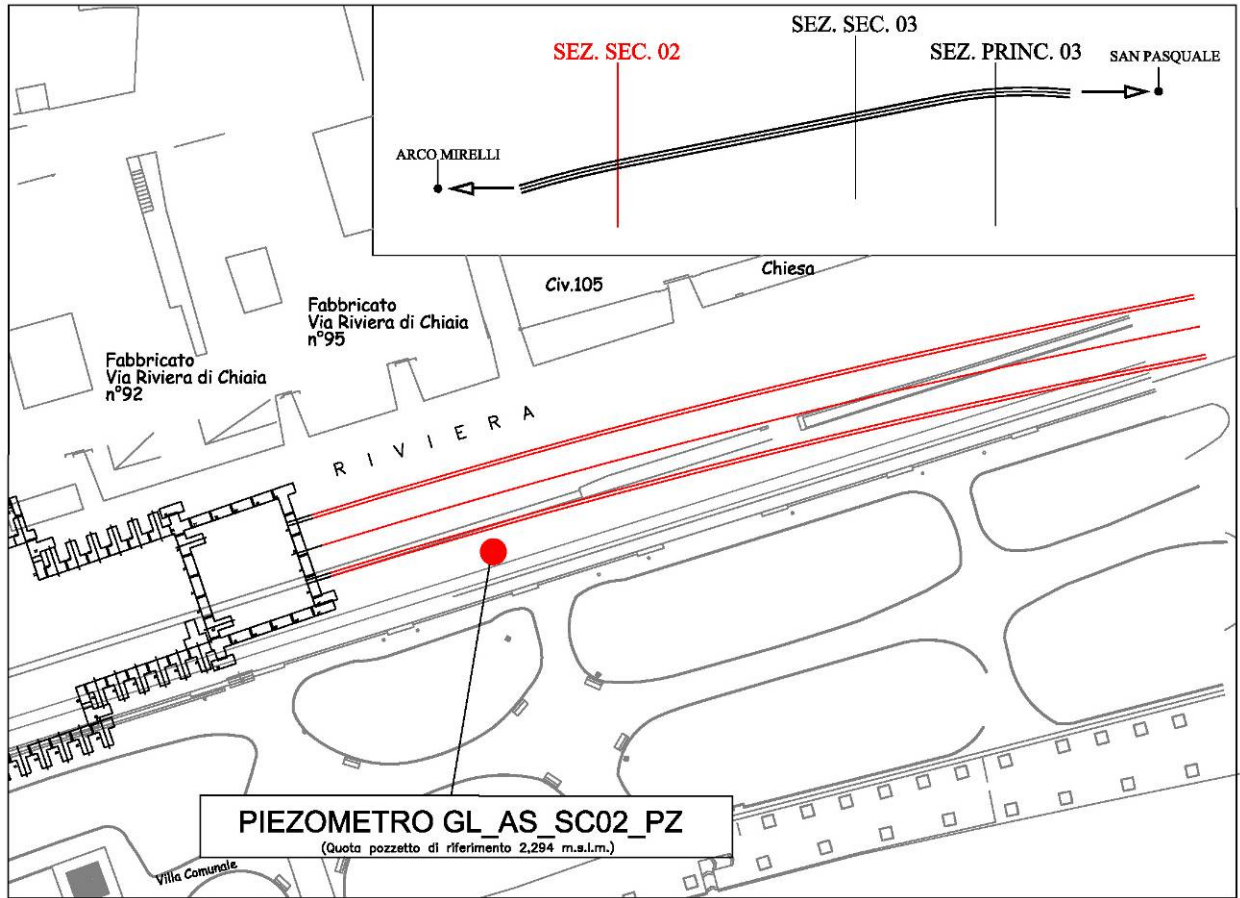 SEZ. SEC. 03
SEZ. SEC. 02
SEZ. PRINC. 03
SAN PASQUALE
ARCO MIRELLI
Civ.105
Chiesa
Fabbricato
Via Riviera di Chiaia
n°95
Fabbricato
Via Riviera di Chiaia
n°92
RIVIERA
PIEZOMETRO GL_AS_SC02_PZ
(Quota pozzetto di riferimento 2,294 m.s.l.m.)
Villa Comunale